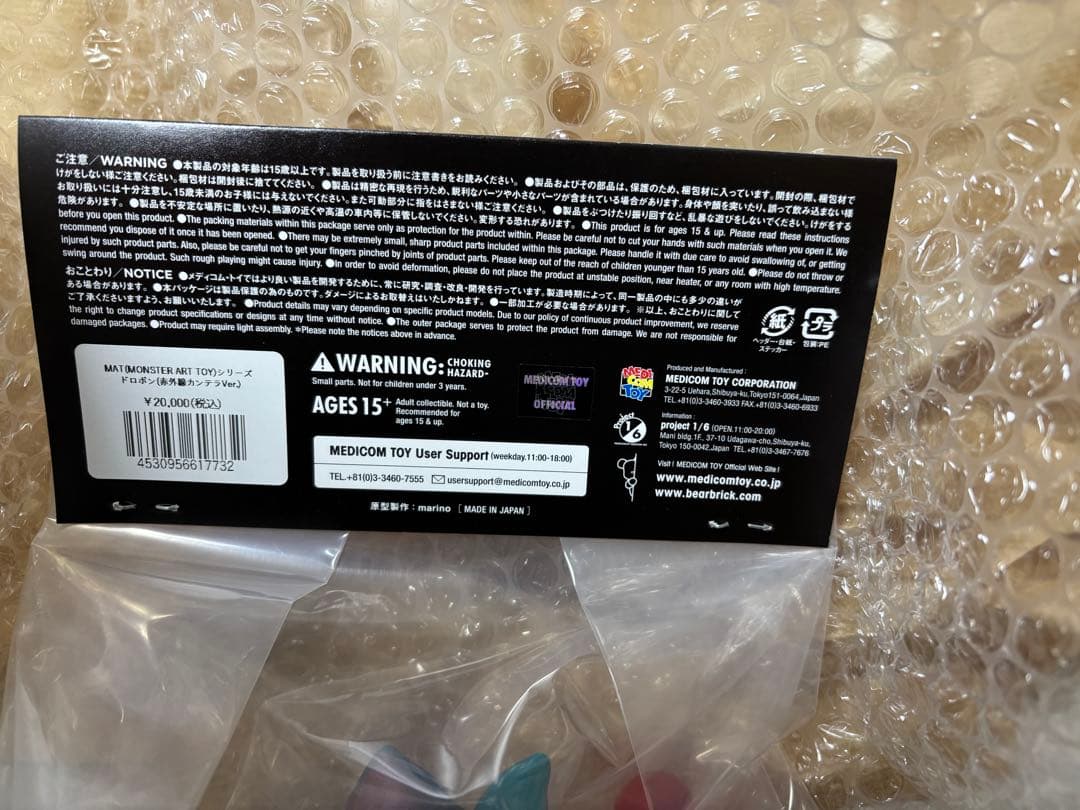 ご注意／WARNING ●本製品の対象年齢は15歳以上です。製品を取り扱う前に注意書きをお読みください。 ●製品およびその部品は、保護のため、梱包材に入っています。開封の際、梱包材で
けがをしない様ご注意ください。梱包材は開封後に捨ててください。 ●製品は精密な再現を行うため、鋭利なパーツや小さなパーツが含まれている場合があります。身体や顔を突いたり、誤って飲み込まない様
お取り扱いには十分注意し、15歳未満のお子様には与えないでください。また可動部分に指をはさまない様ご注意ください。 ●製品をぶつけたり振り回すなど、乱暴な遊びをしないでください。けがをする
危険があります。 ●製品を不安定な場所に置いたり、熱源の近くや高温の車内等に保管しないでください。変形する恐れがあります。 ●This product is for ages 15 & up. Please read these instructions
before you open this product. ●The packing materials within this package serve only as protection for the product within. Please be careful not to cut your hands with such materials when you open it. We
recommend you dispose of it once it has been opened. ●There may be extremely small, sharp product parts included within this package. Please handle it with due care to avoid swallowing of, or getting
injured by such product parts. Also, please be careful not to get your fingers pinched by joints of product parts. Please keep out of the reach of children younger than 15 years old. ●Please do not throw or
swing around the product. Such rough playing might cause injury. ●In order to avoid deformation, please do not place the product at unstable position, near heater, or any room with high temperature.
おことわり／NOTICE ●メディコム・トイではより良い製品を開発するために、常に研究・調査・改良・開発を行っています。製造時期によって、同一製品の中にも多少の違いが
ある場合があります。 ●本パッケージは製品保護の為のものです。ダメージによるお取替えはいたしかねます。 ●一部加工が必要な場合があります。 ※以上、おことわりに関して
ご了承くださいますよう、お願いいたします。 ●Product details may vary depending on specific product models. Due to our policy of continuous product improvement, we reserve
the right to change product specifications or designs at any time without notice. ●The outer package serves to protect the product from damage. We are not responsible for
damaged packages. ●Product may require light assembly. *Please note the notices above in advance.
紙
ヘッダー・台紙・
ステッカー
プラ
包装:PE
MAT(MONSTER ART TOY)シリーズ
ドロポン(赤外線カンテラVer.)
￥20,000(税込)
4530956617732
WARNING: CHOKING
HAZARD-
Small parts. Not for children under 3 years.
AGES 15+ Adult collectible. Not a toy.
Recommended for
ages 15 & up.
MEDICOM TOY
OFFICIAL
MEDICOM TOY User Support (weekday.11:00-18:00)
TEL.+81(0)3-3460-7555 usersupport@medicomtoy.co.jp
原型製作：marino [ MADE IN JAPAN ]
MEDI
COM
TOY
Produced and Manufactured :
MEDICOM TOY CORPORATION
3-22-5 Uehara,Shibuya-ku,Tokyo151-0064,Japan
TEL.+81(0)3-3460-3933 FAX.+81(0)3-3460-6933
Project
1/6
Information :
project 1/6 (OPEN.11:00-20:00)
Mani bldg.1F, 37-10 Udagawa-cho,Shibuya-ku,
Tokyo 150-0042,Japan TEL.+81(0)3-3467-7676
Visit ! MEDICOM TOY Official Web Site !
www.medicomtoy.co.jp
www.bearbrick.com